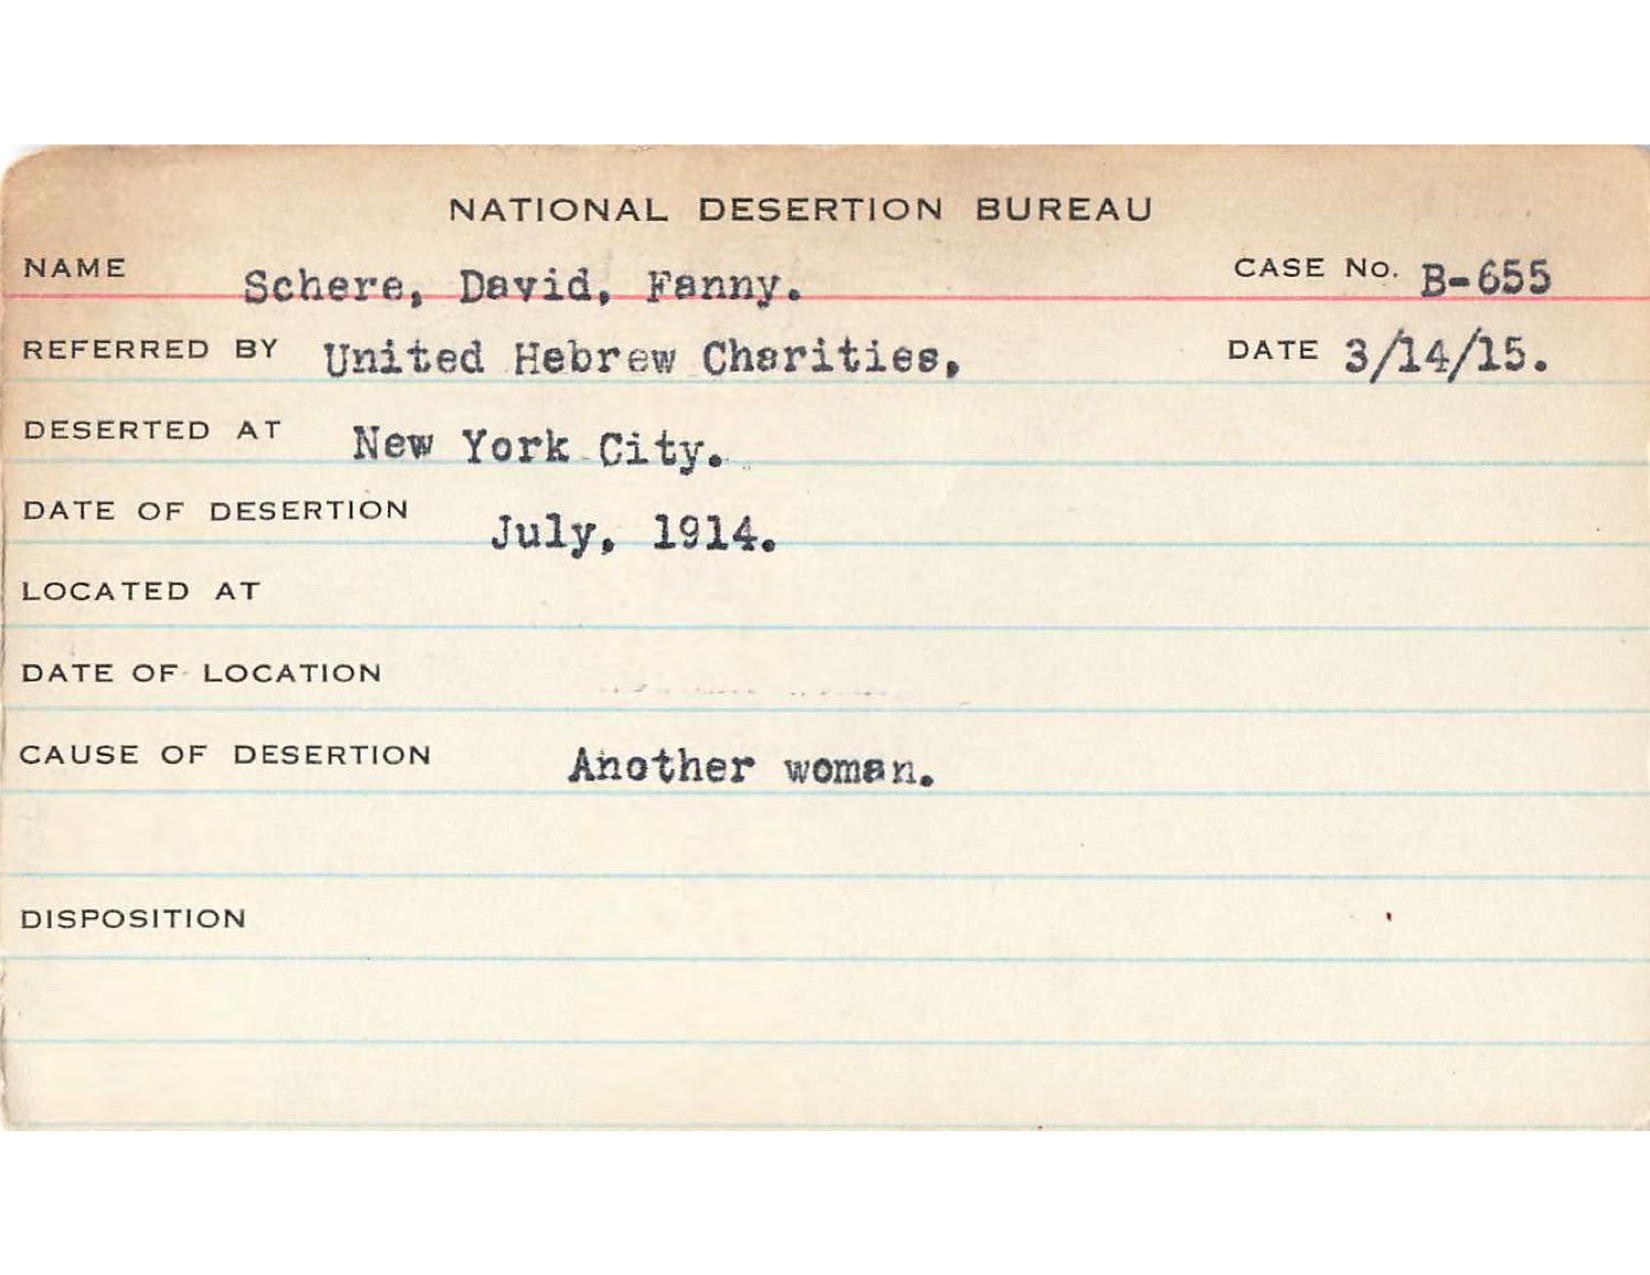 NATIONAL DESERTION BUREAU
NAME Schere, David, Fanny. CASE No. B-655
REFERRED BY United Hebrew Charities, DATE 3/14/15.
DESERTED AT New York City.
DATE OF DESERTION July, 1914.
LOCATED AT
DATE OF LOCATION
CAUSE OF DESERTION Another woman.
DISPOSITION